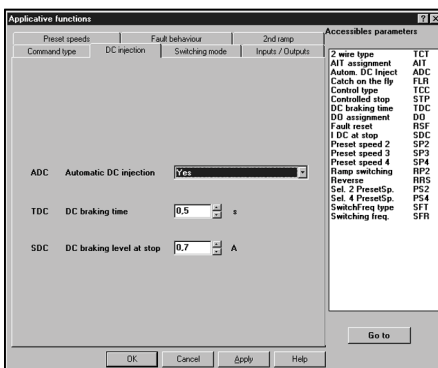 Applicative functions
Preset speeds Fault behaviour 2nd ramp
Command type DC injection Switching mode Inputs / Outputs
ADC Automatic DC injection Yes
TDC DC braking time 0,5 s
SDC DC braking level at stop 0,7 A
Accessibles parameters
2 wire type TCT
AIT assignment AIT
Autom. DC Inject ADC
Catch on the fly FLR
Control type TCC
Controlled stop STP
DC braking time TDC
DO assignment DO
Fault reset RSF
I DC at stop SDC
Preset speed 2 SP2
Preset speed 3 SP3
Preset speed 4 SP4
Ramp switching RP2
Reverse RRS
Sel. 2 PresetSp. PS2
Sel. 4 PresetSp. PS4
SwitchFreq type SFT
Switching freq. SFR
Go to
OK Cancel Apply Help